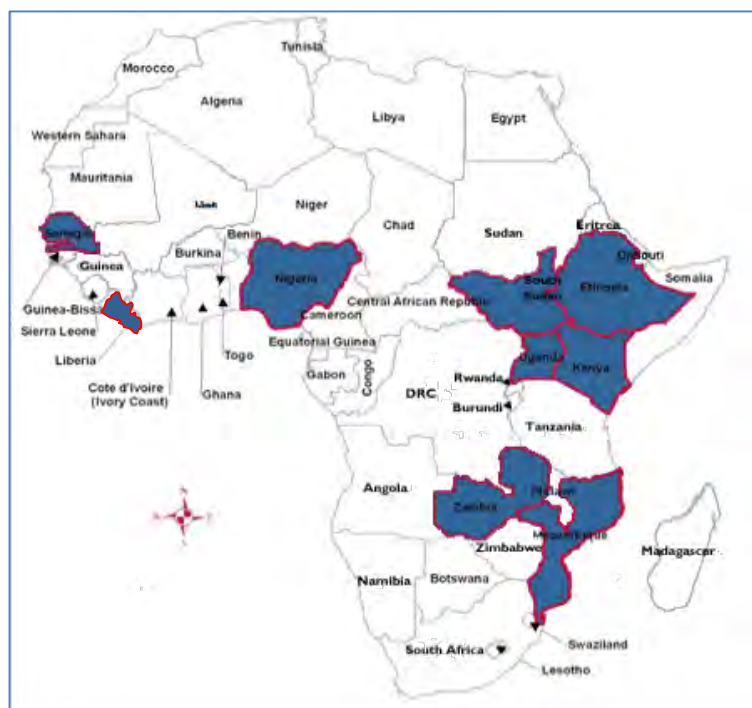 Tunisia
Morocco
Algeria
Libya
Egypt
Western Sahara
Mauritania
Niger
Chad
Sudan
Eritrea
Benin
Burkina
Djibouti
Senegal
Guinea
Nigeria
South
Sudan
Ethiopia
Somalia
Guinea-Bissa
Central African Republic
Cameroon
Sierra Leone
Equatorial Guinea
Liberia
Togo
Uganda
Kenya
Cote d'Ivoire
(Ivory Coast)
Ghana
Gabon
Congo
DRC
Rwanda
Burundi
Tanzania
Angola
Malawi
Zambia
Mozambique
Zimbabwe
Madagascar
Namibia
Botswana
Swaziland
South Africa
Lesotho